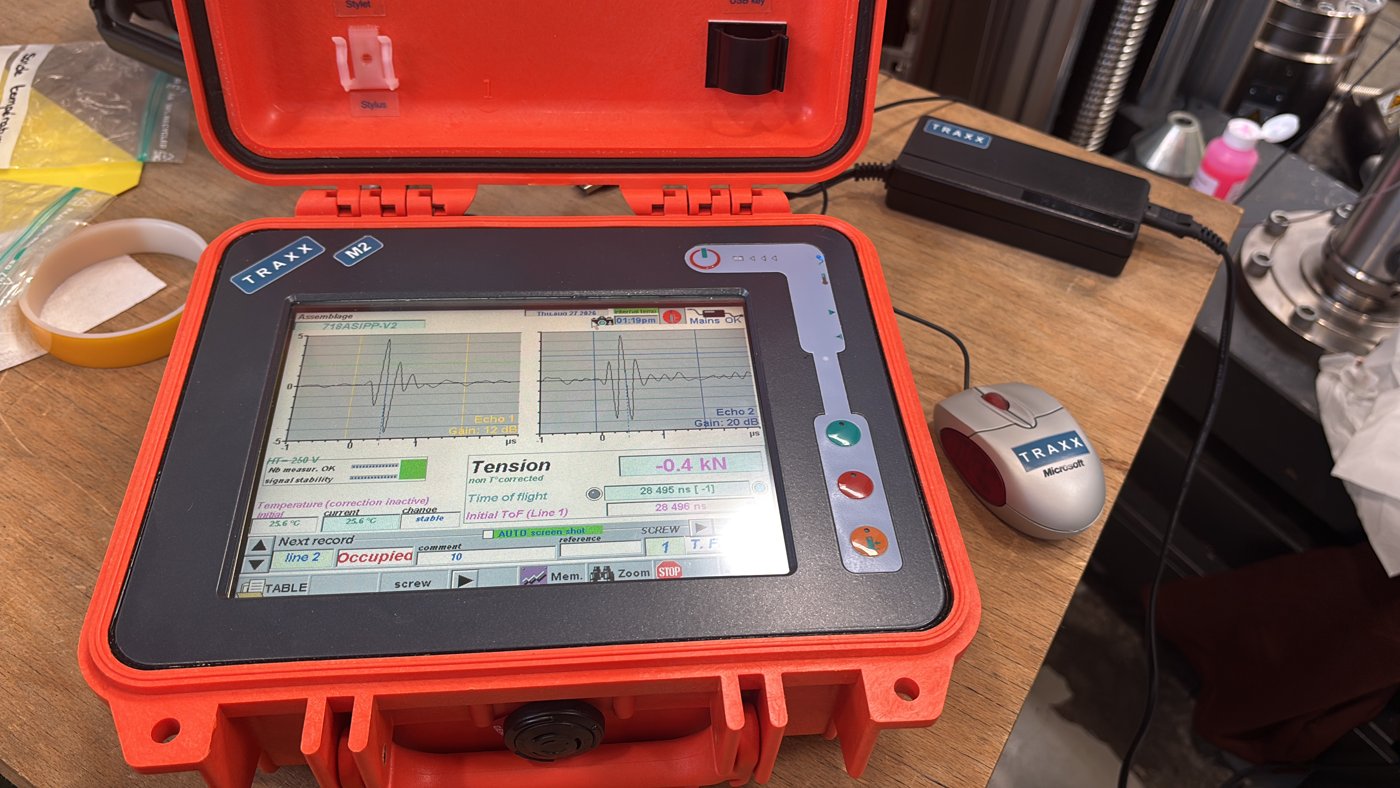 Stylet
USB key
Stylus
TRAXX
TRAXX
M2
Assemblage
718ASIPP-V2
Thu.aug 27 2026
internal temp
01:19pm
Mains OK
5
0
-5
-1
0
1
µs
Echo 1
Gain: 12 dB
-1
0
1
µs
Echo 2
Gain: 20 dB
HT= 250 V
Nb measur. OK
signal stability
Tension
non T°corrected
-0.4 kN
Time of flight
28 495 ns [ -1]
Initial ToF (Line 1)
28 496 ns
Temperature (correction inactive)
initial
current
change
25.6 °C
25.6 °C
stable
AUTO screen shot
Next record
line 2
Occupied
comment
10
reference
SCREW
1
T. F
TABLE
screw
Mem.
Zoom
STOP
TRAXX
Microsoft